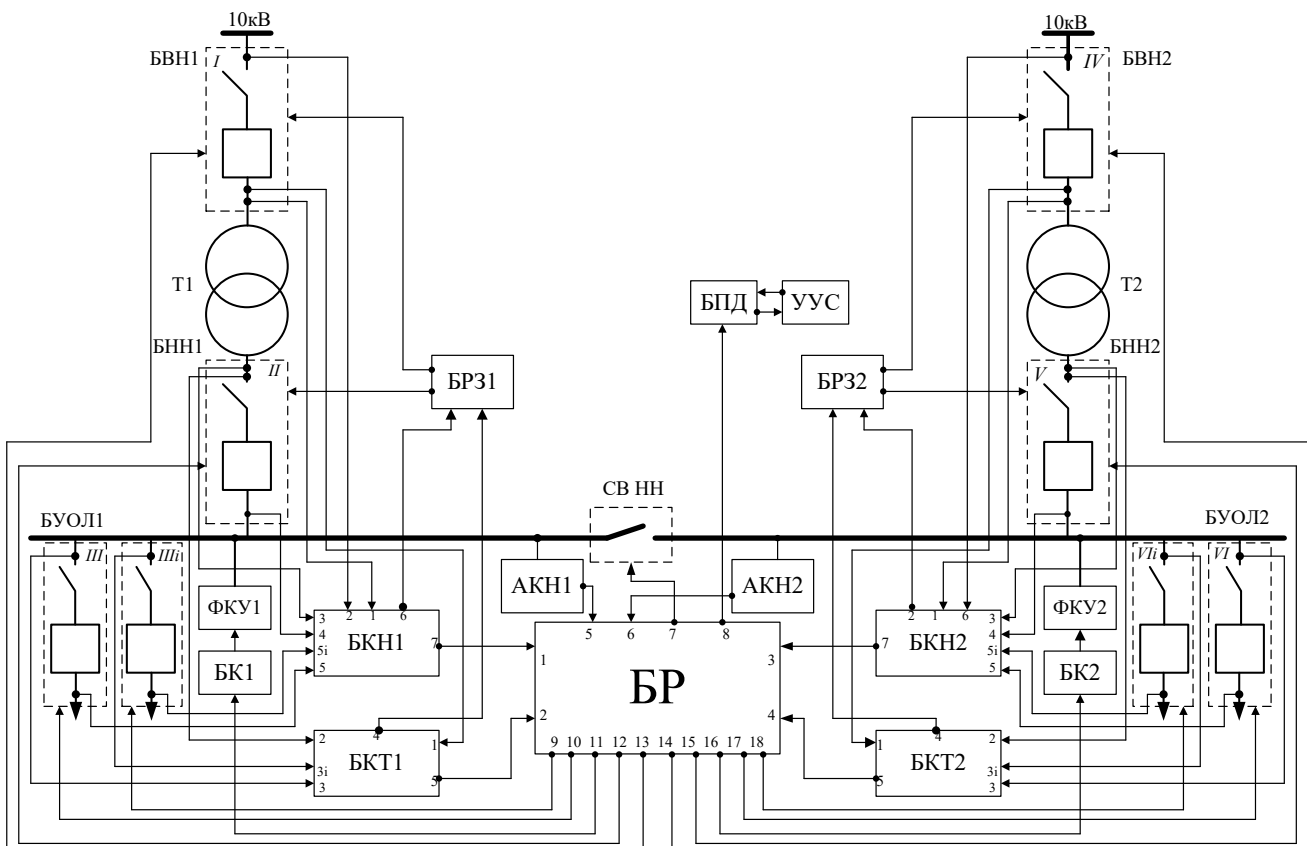 10кВ 10кВ
БВН1 I IV БВН2
Т1 Т2
БПД УУС
БНН1 II V БНН2
БРЗ1 БРЗ2
СВ НН
БУОЛ1 БУОЛ2
III IIIi VIi VI
АКН1 АКН2
ФКУ1 ФКУ2
2 1 6 2 1 6
3 3
4 БКН1 7 5 6 7 8 7 БКН2 4
5i 5i
5 1 3 5
БК1 БР БК2
2 4
4 4
2 1 1 2
БКТ1 БКТ2
3i 5 5 3i
3 3
9 10 11 12 13 14 15 16 17 18